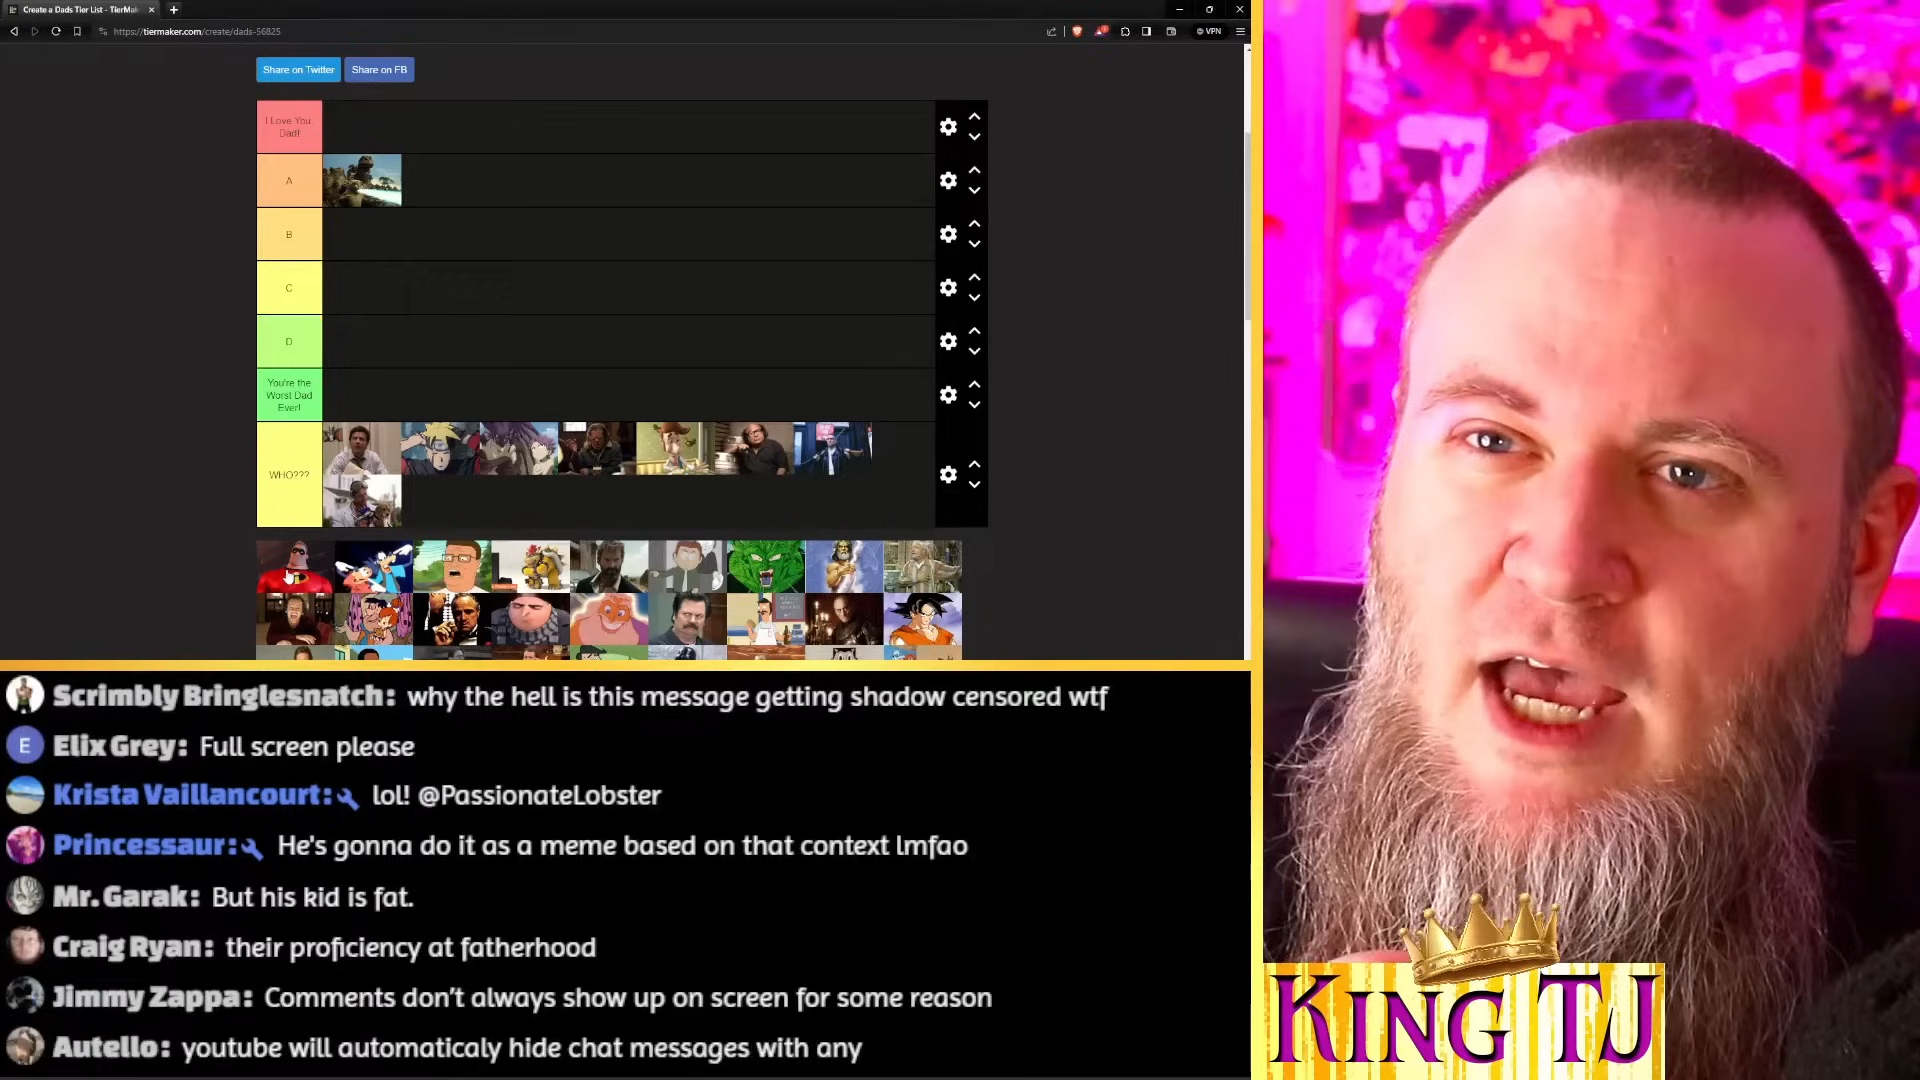 Create a Dads Tier List - TierMak
https://tiermaker.com/create/dads-56825
VPN
Share on Twitter
Share on FB
I Love You
Dad!
A
B
C
D
You're the
Worst Dad
Ever!
WHO???
Scrimbly Bringlesnatch: why the hell is this message getting shadow censored wtf
Elix Grey: Full screen please
Krista Vaillancourt: lol! @PassionateLobster
Princessaur: He's gonna do it as a meme based on that context lmfao
Mr. Garak: But his kid is fat.
Craig Ryan: their proficiency at fatherhood
Jimmy Zappa: Comments don't always show up on screen for some reason
Autello: youtube will automaticaly hide chat messages with any
E
KING TJ